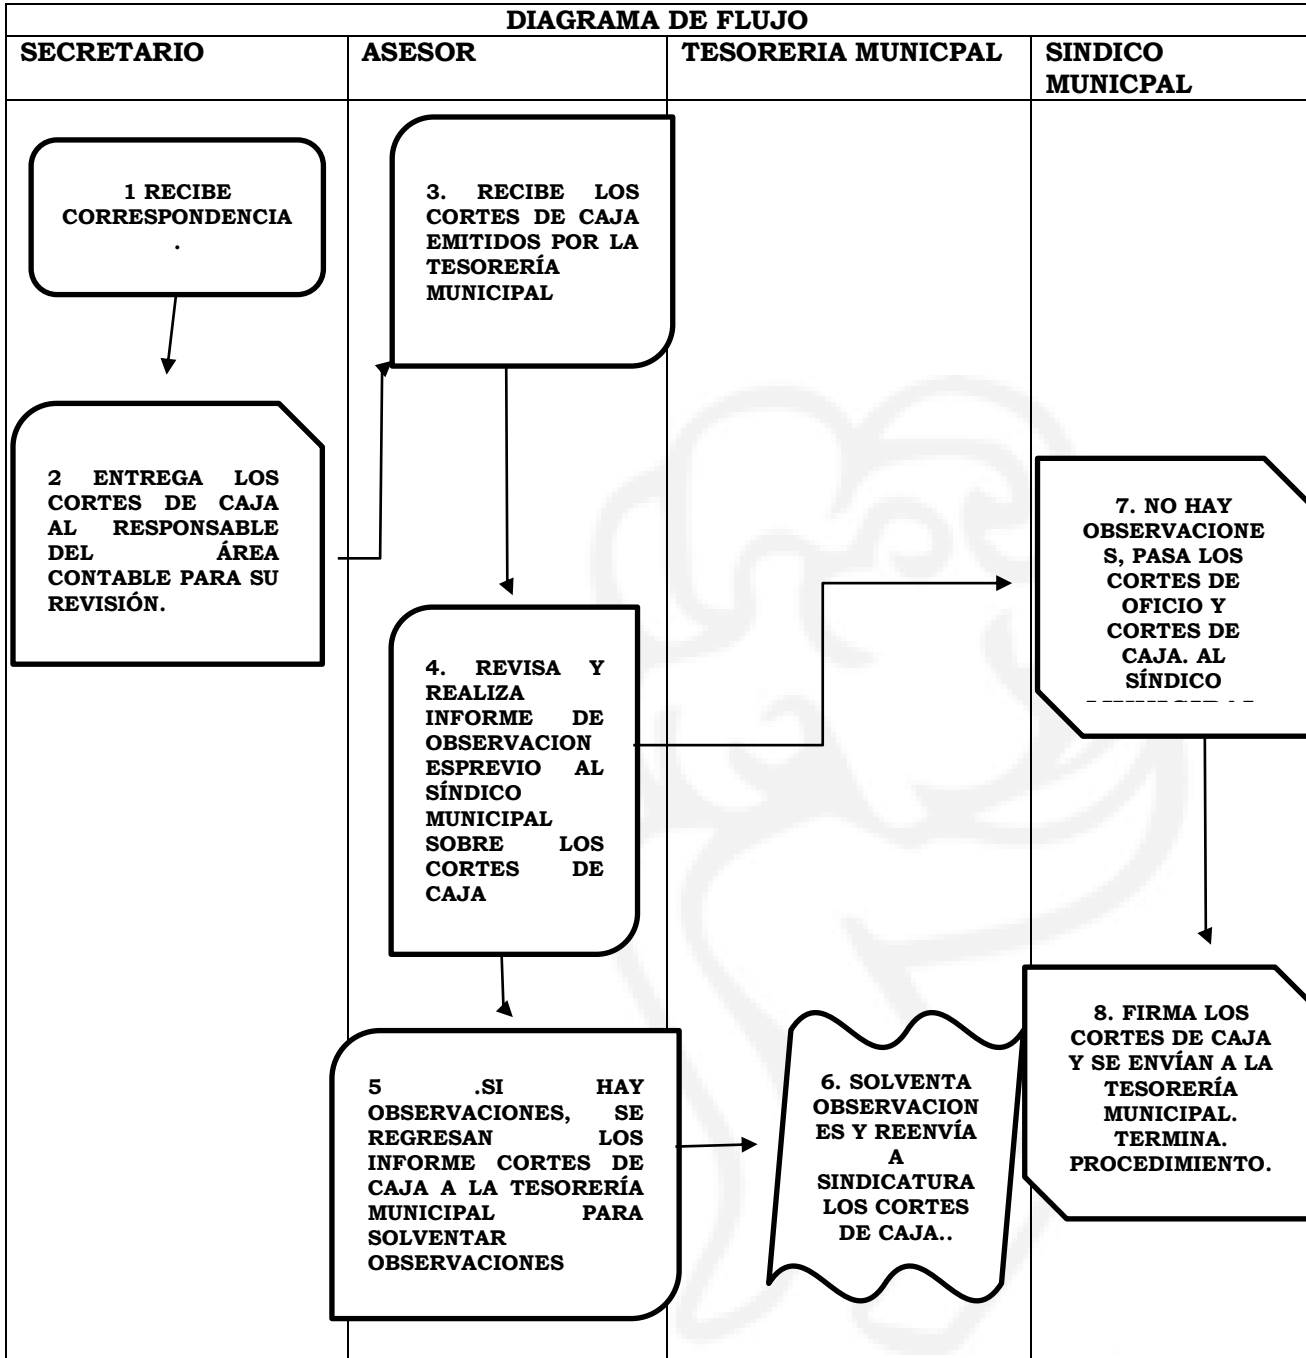 DIAGRAMA DE FLUJO
SECRETARIO
ASESOR
TESORERIA MUNICPAL
SINDICO
MUNICPAL
1 RECIBE
CORRESPONDENCIA
.
2 ENTREGA LOS
CORTES DE CAJA
AL RESPONSABLE
DEL ÁREA
CONTABLE PARA SU
REVISIÓN.
3. RECIBE LOS
CORTES DE CAJA
EMITIDOS POR LA
TESORERÍA
MUNICIPAL
4. REVISA Y
REALIZA
INFORME DE
OBSERVACION
ESPREVIO AL
SÍNDICO
MUNICIPAL
SOBRE LOS
CORTES DE
CAJA
5 .SI HAY
OBSERVACIONES, SE
REGRESAN LOS
INFORME CORTES DE
CAJA A LA TESORERÍA
MUNICIPAL PARA
SOLVENTAR
OBSERVACIONES
6. SOLVENTA
OBSERVACION
ES Y REENVÍA
A
SINDICATURA
LOS CORTES
DE CAJA..
7. NO HAY
OBSERVACIONE
S, PASA LOS
CORTES DE
OFICIO Y
CORTES DE
CAJA. AL
SÍNDICO
8. FIRMA LOS
CORTES DE CAJA
Y SE ENVÍAN A LA
TESORERÍA
MUNICIPAL.
TERMINA.
PROCEDIMIENTO.